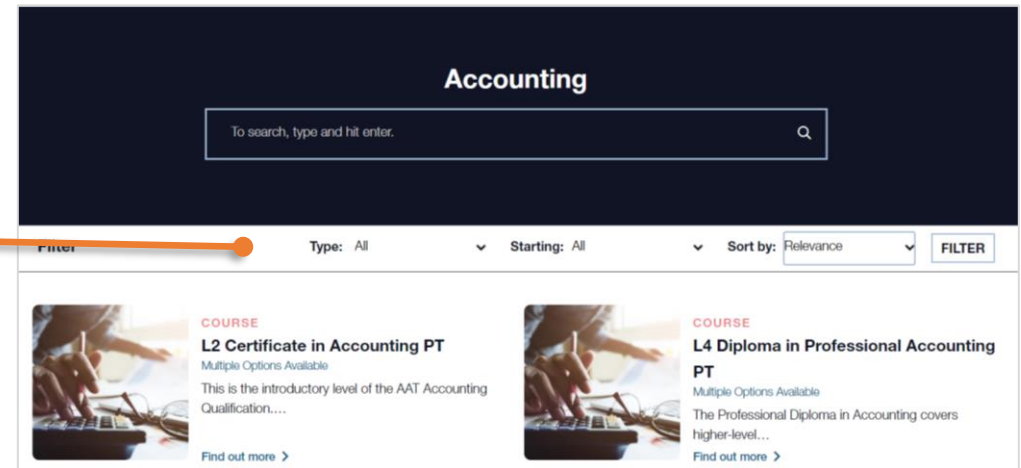 Accounting
To search, type and hit enter.
Filter Type: All Starting: All Sort by: Relevance FILTER
COURSE
L2 Certificate in Accounting PT
Multiple Options Available
This is the introductory level of the AAT Accounting
Qualification....
Find out more
COURSE
L4 Diploma in Professional Accounting
PT
Multiple Options Available
The Professional Diploma in Accounting covers
higher-level...
Find out more